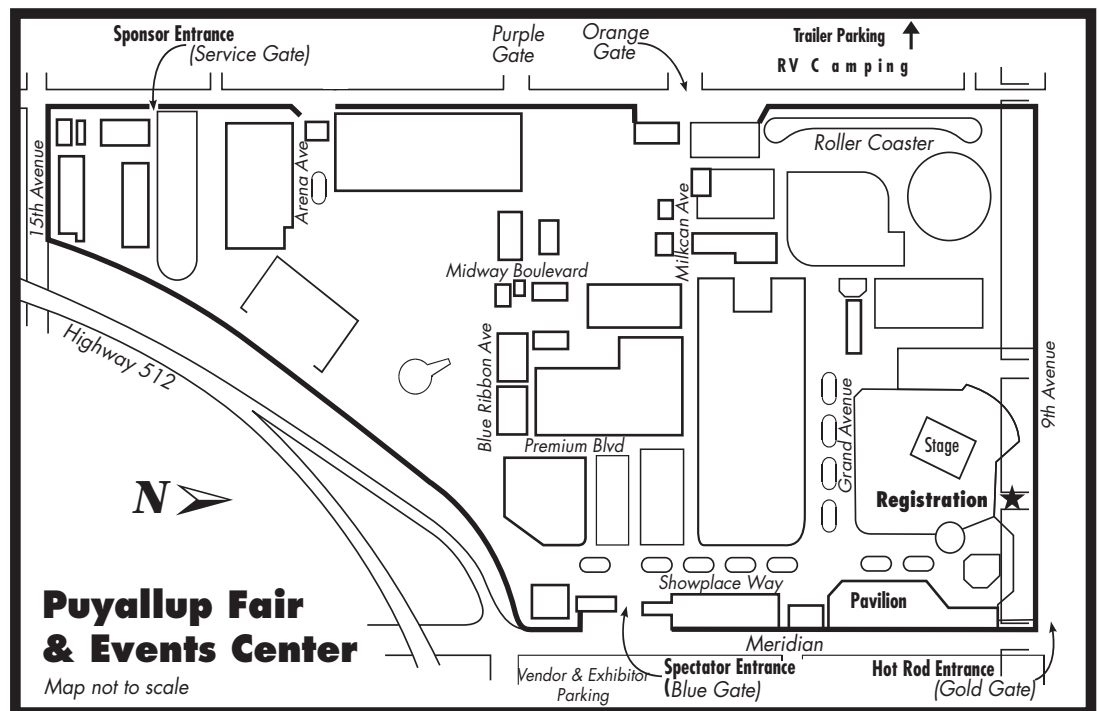 Sponsor Entrance
(Service Gate)
Purple
Gate
Orange
Gate
Trailer Parking
RV Camping
Roller Coaster
15th Avenue
Arena Ave
Milkcan Ave
Midway Boulevard
Highway 512
Blue Ribbon Ave
9th Avenue
Premium Blvd
Grand Avenue
Stage
N
Registration
Showplace Way
Pavilion
Puyallup Fair
& Events Center
Map not to scale
Meridian
Vendor & Exhibitor
Parking
Spectator Entrance
(Blue Gate)
Hot Rod Entrance
(Gold Gate)